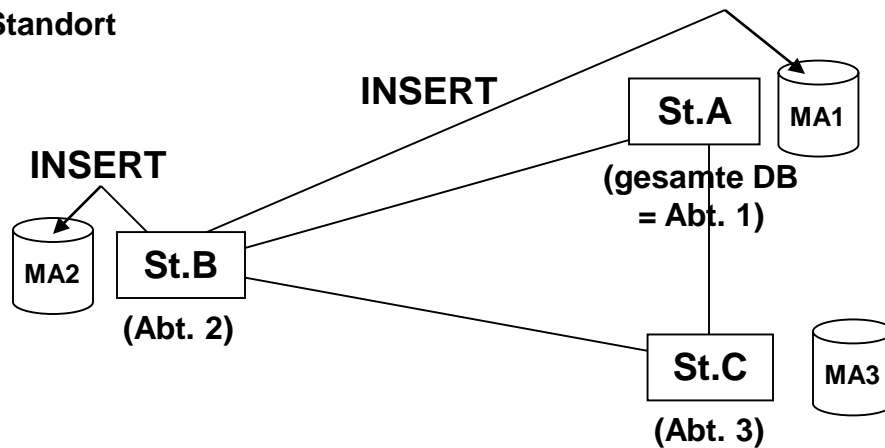 Standort
INSERT
St.A
MA1
INSERT
(gesamte DB
= Abt. 1)
St.B
MA2
(Abt. 2)
St.C
MA3
(Abt. 3)